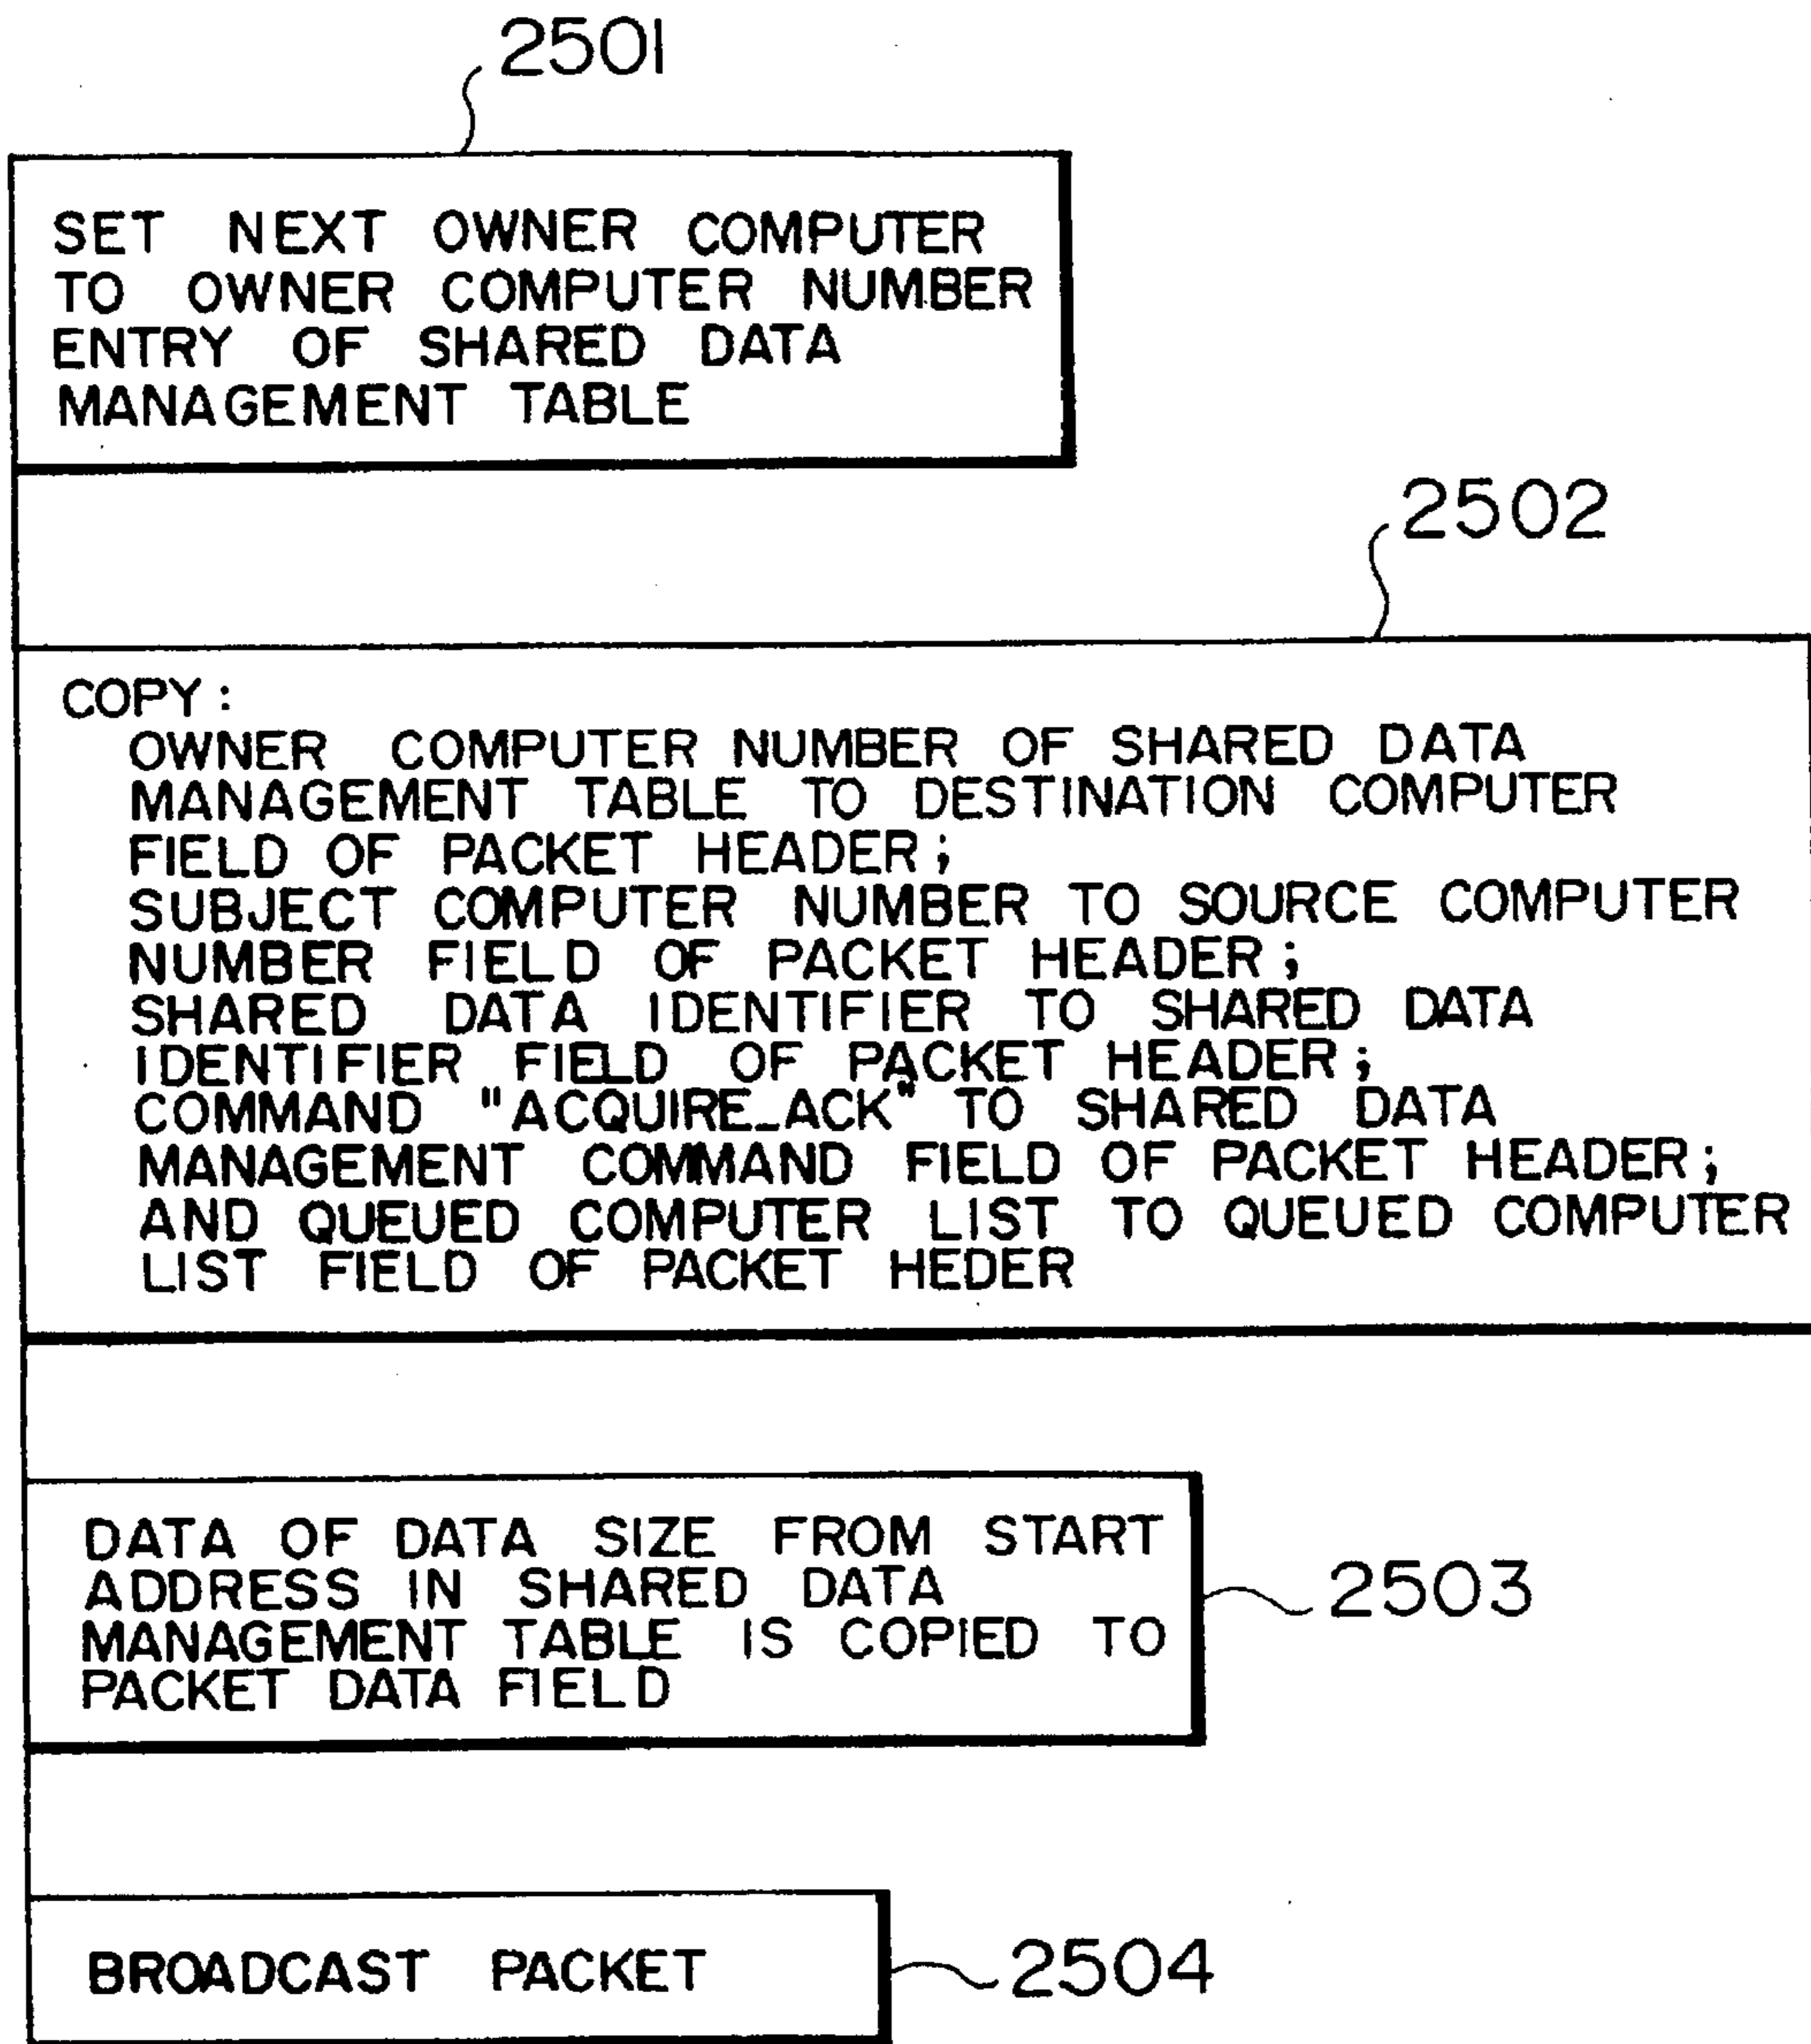 2501
SET NEXT OWNER COMPUTER
TO OWNER COMPUTER NUMBER
ENTRY OF SHARED DATA
MANAGEMENT TABLE
2502
COPY:
OWNER COMPUTER NUMBER OF SHARED DATA
MANAGEMENT TABLE TO DESTINATION COMPUTER
FIELD OF PACKET HEADER;
SUBJECT COMPUTER NUMBER TO SOURCE COMPUTER
NUMBER FIELD OF PACKET HEADER;
SHARED DATA IDENTIFIER TO SHARED DATA
IDENTIFIER FIELD OF PACKET HEADER;
COMMAND "ACQUIRE_ACK" TO SHARED DATA
MANAGEMENT COMMAND FIELD OF PACKET HEADER;
AND QUEUED COMPUTER LIST TO QUEUED COMPUTER
LIST FIELD OF PACKET HEDER
DATA OF DATA SIZE FROM START
ADDRESS IN SHARED DATA
MANAGEMENT TABLE IS COPIED TO
PACKET DATA FIELD
2503
BROADCAST PACKET
2504